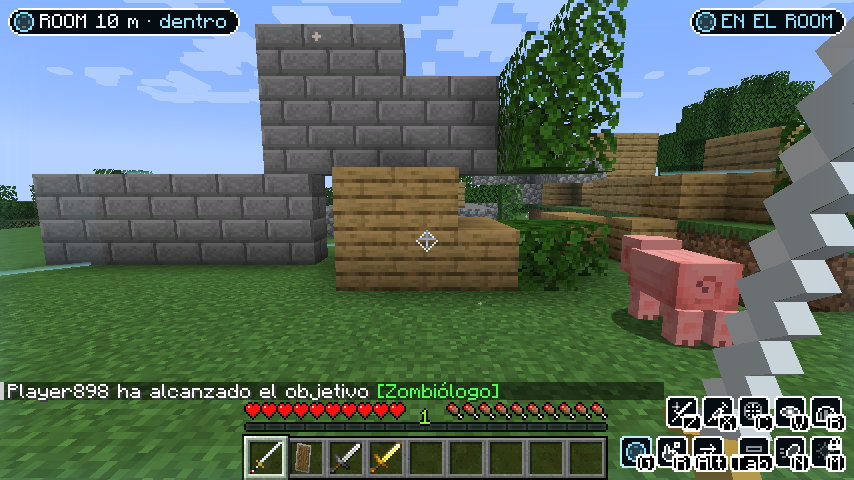 ROOM 10 m · dentro
EN EL ROOM
Player898 ha alcanzado el objetivo [Zombiólogo]
1